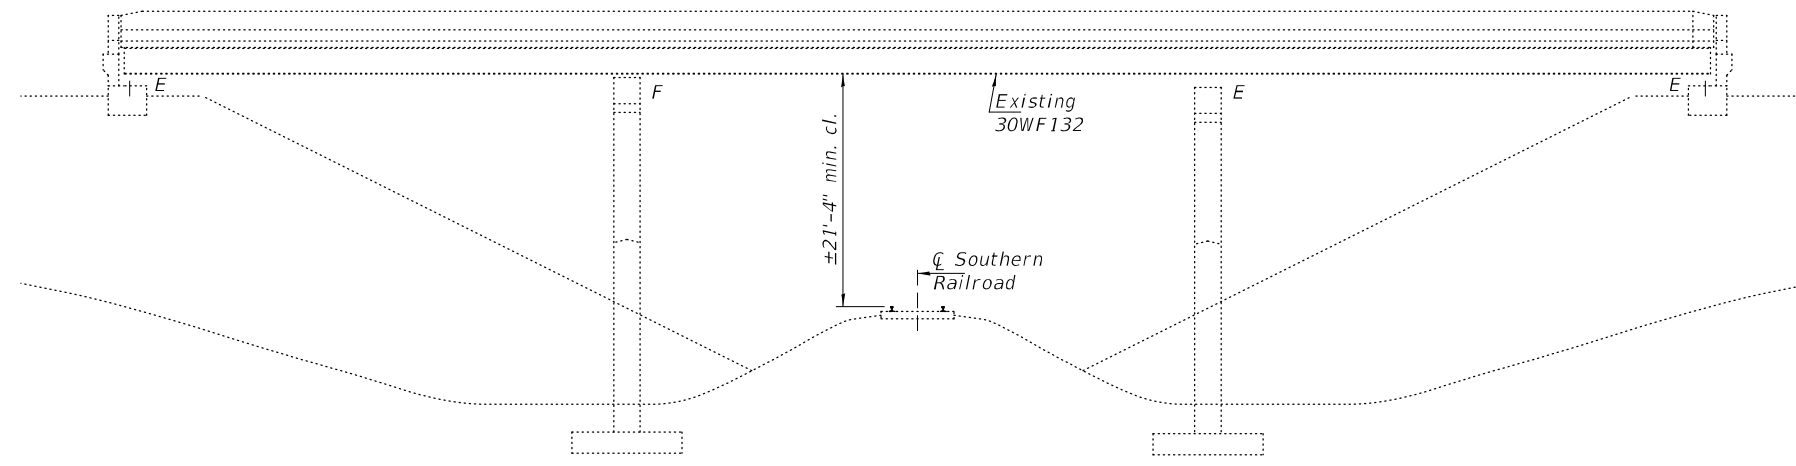 E
F
E
E
Existing
30WF132
±21'-4" min. cl.
℄ Southern
Railroad